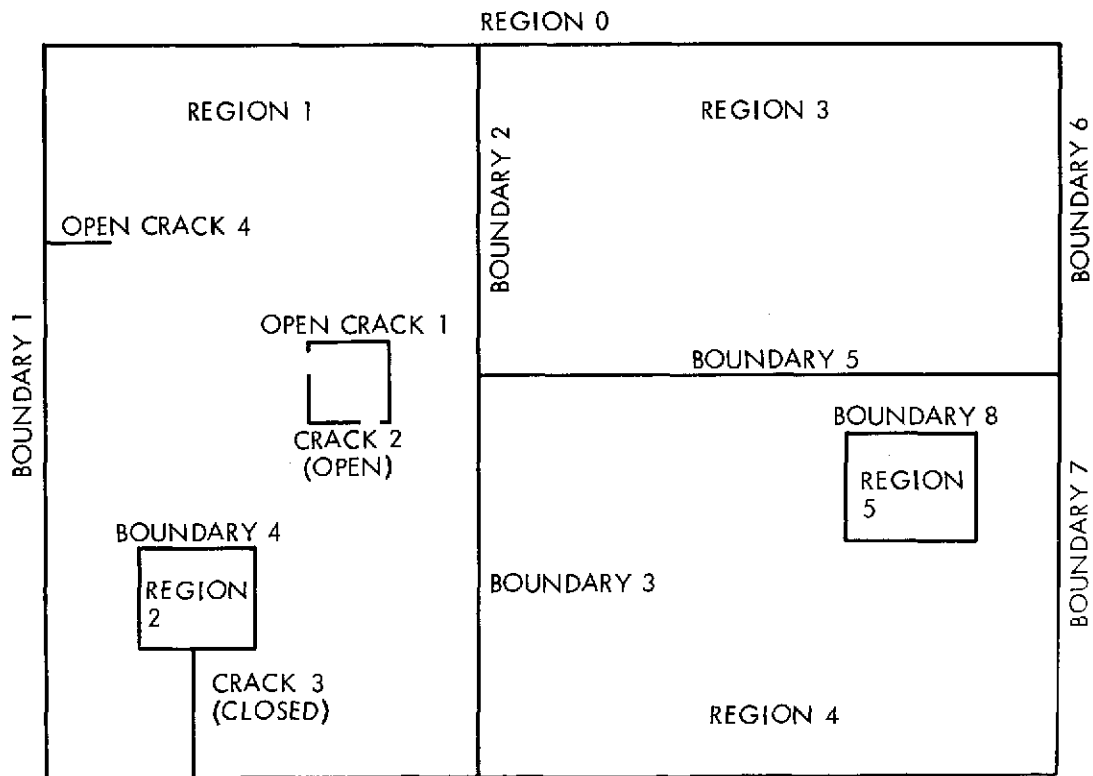 REGION 0
REGION 1
REGION 3
BOUNDARY 2
BOUNDARY 6
OPEN CRACK 4
BOUNDARY 1
OPEN CRACK 1
BOUNDARY 5
CRACK 2
(OPEN)
BOUNDARY 8
REGION
5
BOUNDARY 7
BOUNDARY 4
REGION
2
BOUNDARY 3
CRACK 3
(CLOSED)
REGION 4